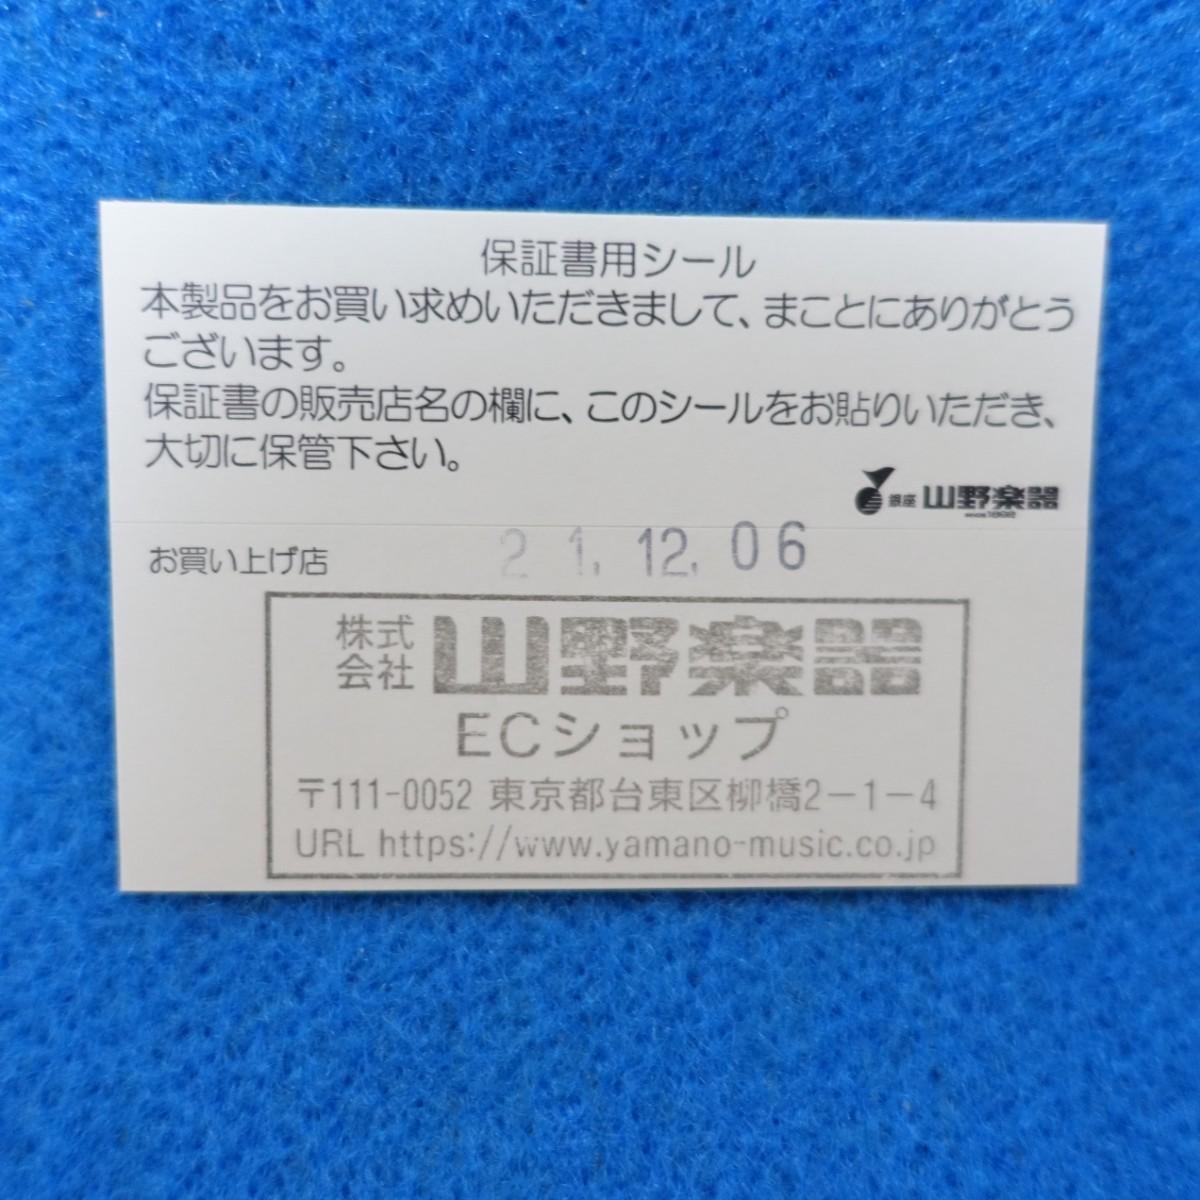 保証書用シール
本製品をお買い求めいただきまして、まことにありがとう
ございます。
保証書の販売店名の欄に、このシールをお貼りいただき、
大切に保管下さい。
銀座 山野楽器
SINCE 1892
お買い上げ店 21.12.06
株式会社 山野楽器
ECショップ
〒111-0052 東京都台東区柳橋2−1−4
URL https://www.yamano-music.co.jp